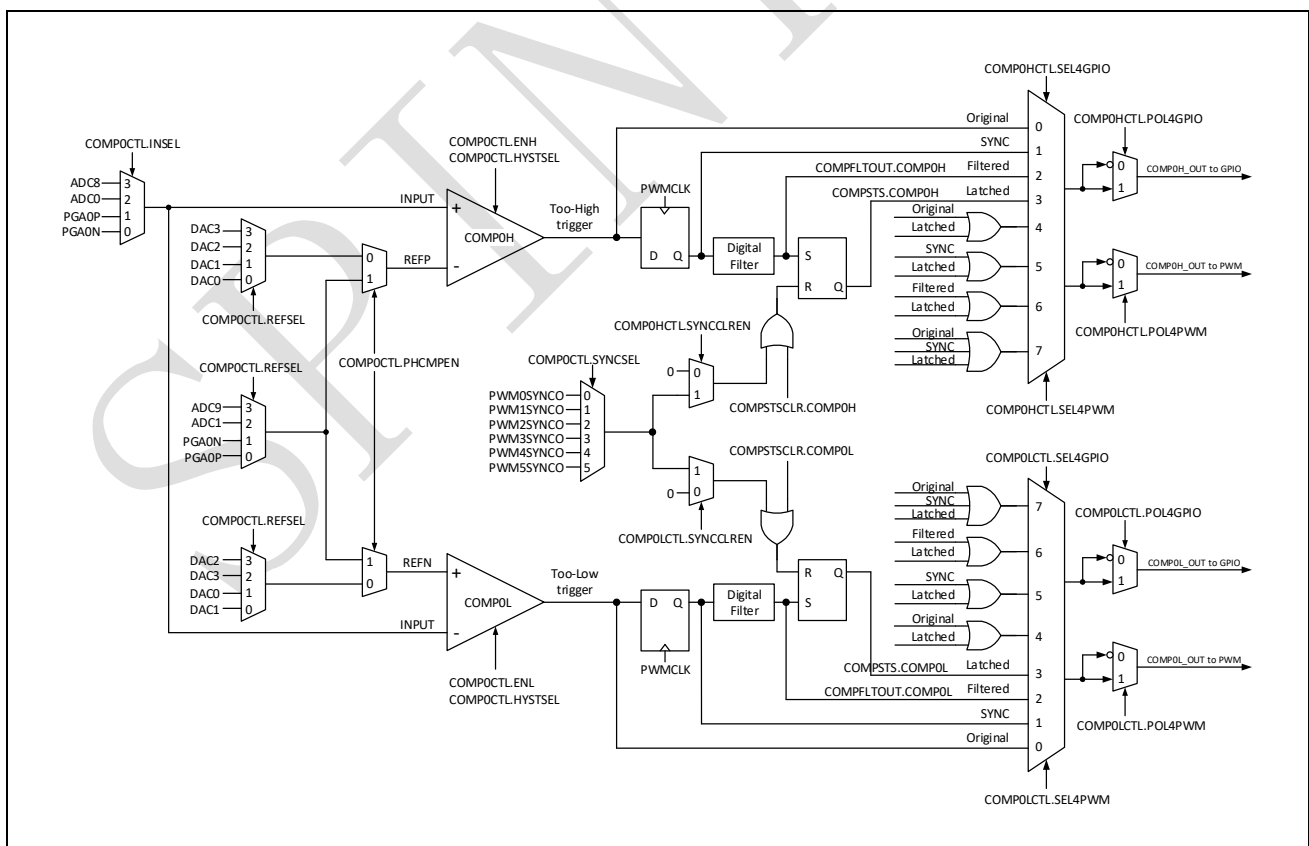 SPIN
COMP0HCTL.SEL4GPIO
COMP0CTL.INSEL
ADC8 3
ADC0 2
PGA0P 1
PGA0N 0
COMP0CTL.ENH
COMP0CTL.HYSTSEL
INPUT
+
COMP0H
-
REFP
Too-High
trigger
DAC3 3
DAC2 2
DAC1 1
DAC0 0
COMP0CTL.REFSEL
0
1
PWMCLK
D Q
Digital
Filter
S
R Q
Original 0
SYNC 1
COMPFLTOUT.COMP0H Filtered 2
COMPSTS.COMP0H Latched 3
Original
Latched 4
SYNC
Latched 5
Filtered
Latched 6
Original
SYNC
Latched 7
COMP0HCTL.SEL4PWM
COMP0HCTL.POL4GPIO
0
1
COMP0H_OUT to GPIO
0
1
COMP0H_OUT to PWM
COMP0HCTL.POL4PWM
COMP0CTL.PHCMPEN
COMP0CTL.REFSEL
ADC9 3
ADC1 2
PGA0N 1
PGA0P 0
COMP0CTL.SYNCSEL
PWM0SYNCO 0
PWM1SYNCO 1
PWM2SYNCO 2
PWM3SYNCO 3
PWM4SYNCO 4
PWM5SYNCO 5
COMP0HCTL.SYNCCLREN
0 0
1
COMPSTSCLR.COMP0H
COMPSTSCLR.COMP0L
1
0 0
COMP0LCTL.SYNCCLREN
COMP0CTL.REFSEL
DAC2 3
DAC3 2
DAC0 1
DAC1 0
1
0
REFN
+
COMP0L
-
INPUT
Too-Low
trigger
COMP0CTL.ENL
COMP0CTL.HYSTSEL
D Q
PWMCLK
Digital
Filter
R Q
S
COMP0LCTL.SEL4GPIO
Original
SYNC
Latched 7
Filtered
Latched 6
SYNC
Latched 5
Original
Latched 4
COMPSTS.COMP0L Latched 3
COMPFLTOUT.COMP0L Filtered 2
SYNC 1
Original 0
COMP0LCTL.SEL4PWM
COMP0LCTL.POL4GPIO
0
1
COMP0L_OUT to GPIO
0
1
COMP0L_OUT to PWM
COMP0LCTL.POL4PWM